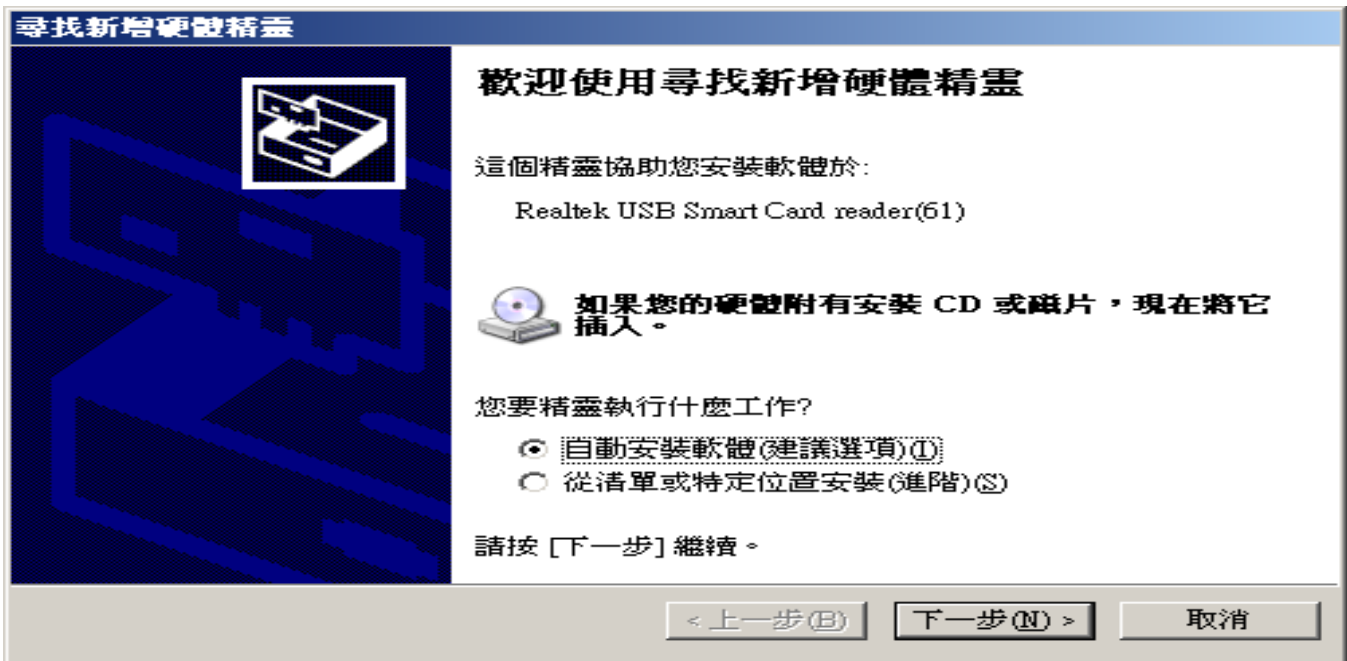 尋找新增硬體精靈
歡迎使用尋找新增硬體精靈
這個精靈協助您安裝軟體於:
Realtek USB Smart Card reader(61)
如果您的硬體附有安裝 CD 或磁片，現在將它
插入。
您要精靈執行什麼工作?
自動安裝軟體(建議選項)(I)
從清單或特定位置安裝(進階)(S)
請按 [下一步] 繼續。
<上一步(B) 下一步(N) > 取消